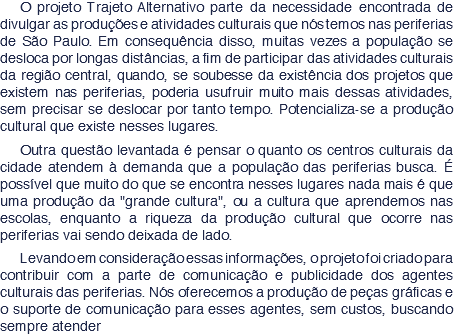 O projeto Trajeto Alternativo parte da necessidade encontrada de
divulgar as produções e atividades culturais que nós temos nas periferias
de São Paulo. Em consequência disso, muitas vezes a população se
desloca por longas distâncias, a fim de participar das atividades culturais
da região central, quando, se soubesse da existência dos projetos que
existem nas periferias, poderia usufruir muito mais dessas atividades,
sem precisar se deslocar por tanto tempo. Potencializa-se a produção
cultural que existe nesses lugares.
Outra questão levantada é pensar o quanto os centros culturais da
cidade atendem à demanda que a população das periferias busca. É
possível que muito do que se encontra nesses lugares nada mais é que
uma produção da "grande cultura", ou a cultura que aprendemos nas
escolas, enquanto a riqueza da produção cultural que ocorre nas
periferias vai sendo deixada de lado.
Levando em consideração essas informações, o projeto foi criado para
contribuir com a parte de comunicação e publicidade dos agentes
culturais das periferias. Nós oferecemos a produção de peças gráficas e
o suporte de comunicação para esses agentes, sem custos, buscando
sempre atender